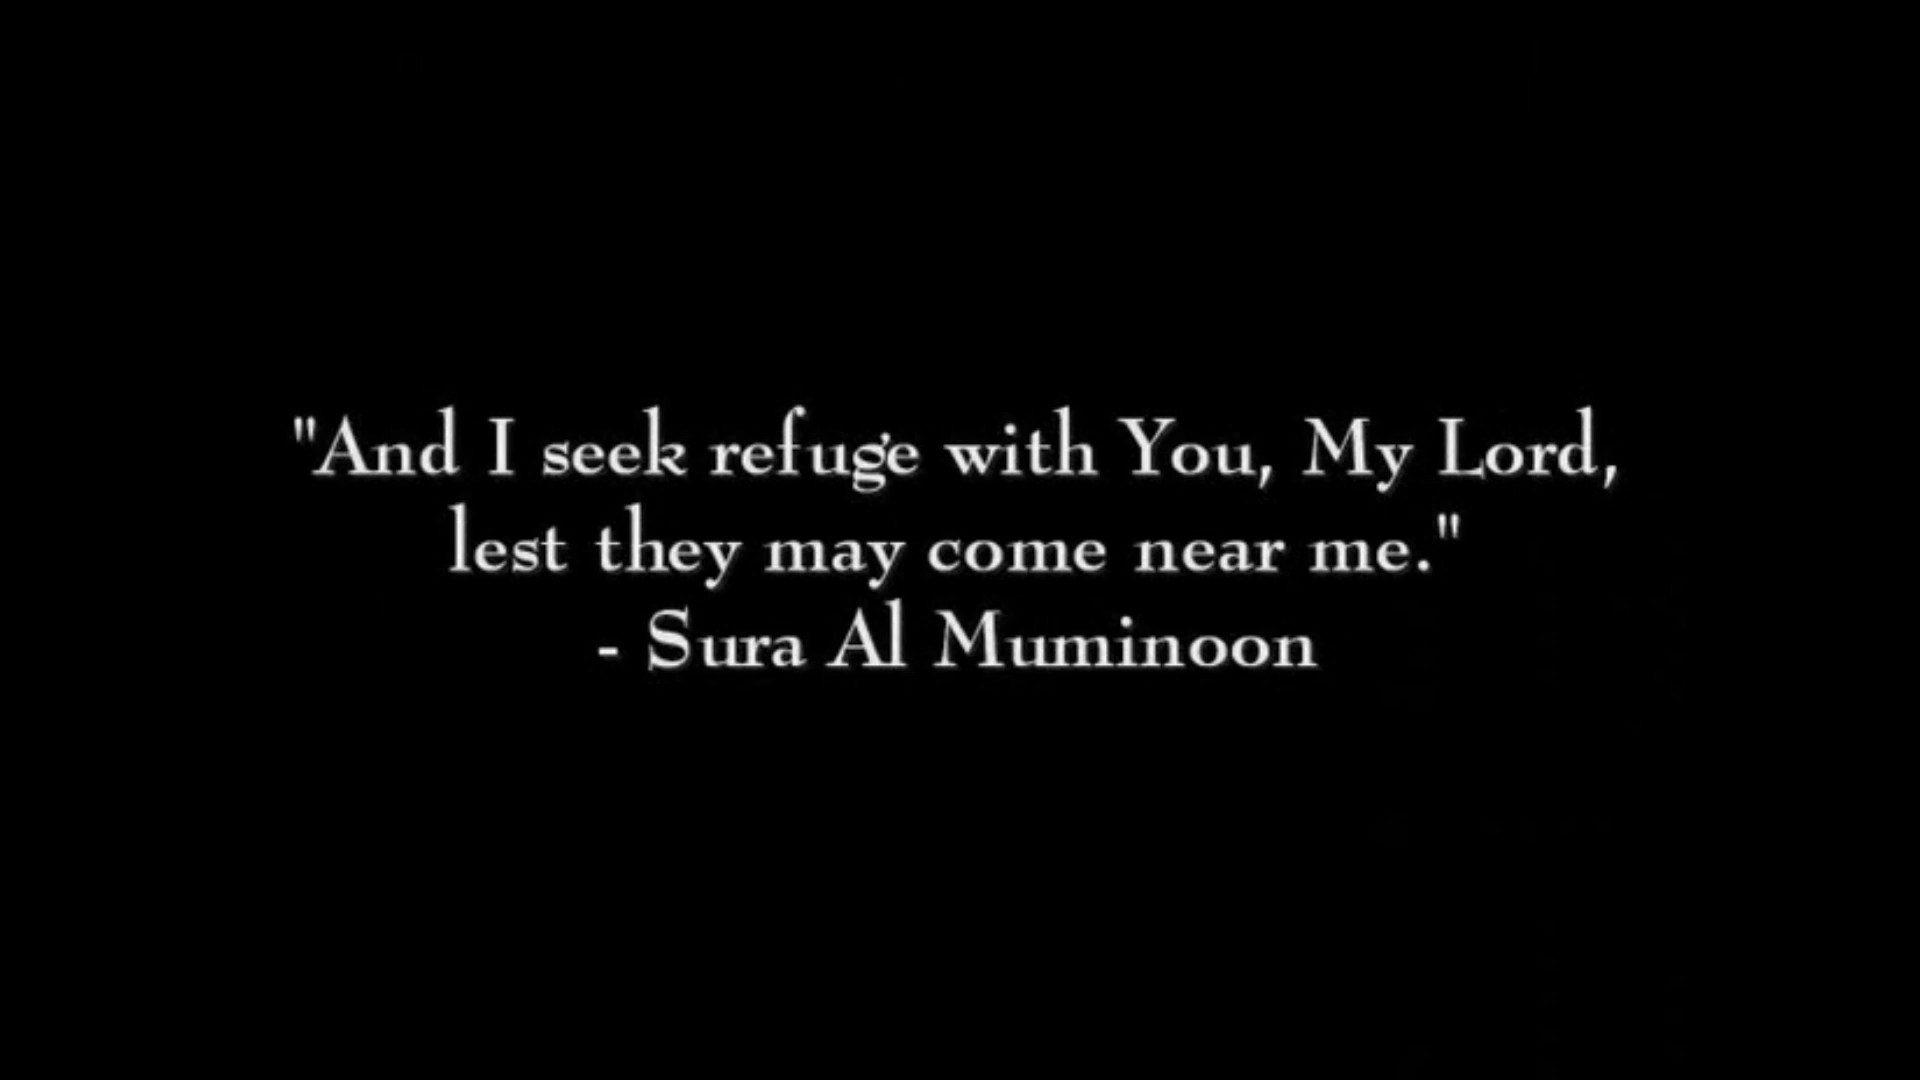 "And I seek refuge with You, My Lord,
lest they may come near me."
- Sura Al Muminoon